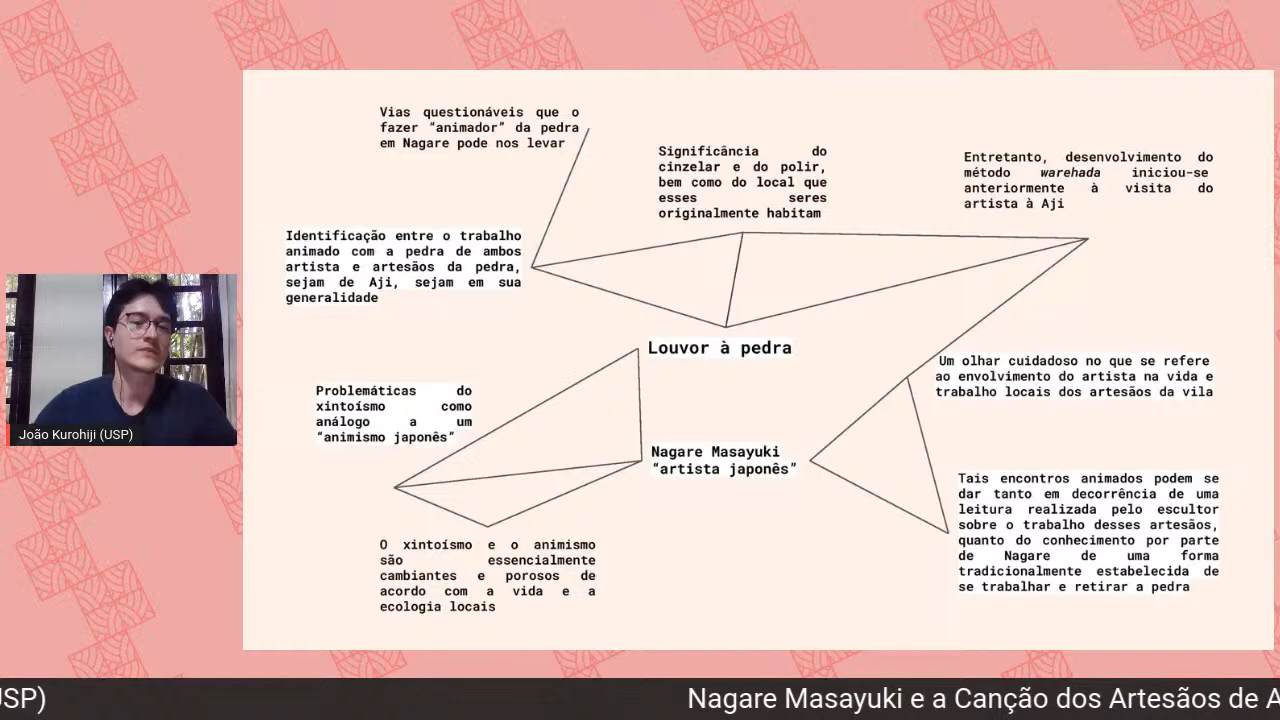 Vias questionáveis que o
fazer “animador” da pedra
em Nagare pode nos levar
Significância do
cinzelar e do polir,
bem como do local que
esses seres
originalmente habitam
Entretanto, desenvolvimento do
método warehada iniciou-se
anteriormente à visita do
artista à Aji
Identificação entre o trabalho
animado com a pedra de ambos
artista e artesãos da pedra,
sejam de Aji, sejam em sua
generalidade
Louvor à pedra
Um olhar cuidadoso no que se refere
ao envolvimento do artista na vida e
trabalho locais dos artesãos da vila
Problemáticas do
xintoísmo como
análogo a um
“animismo japonês”
Nagare Masayuki
“artista japonês”
Tais encontros animados podem se
dar tanto em decorrência de uma
leitura realizada pelo escultor
sobre o trabalho desses artesãos,
quanto do conhecimento por parte
de Nagare de uma forma
tradicionalmente estabelecida de
se trabalhar e retirar a pedra
O xintoísmo e o animismo
são essencialmente
cambiantes e porosos de
acordo com a vida e a
ecologia locais
João Kurohiji (USP)
USP) Nagare Masayuki e a Canção dos Artesãos de A